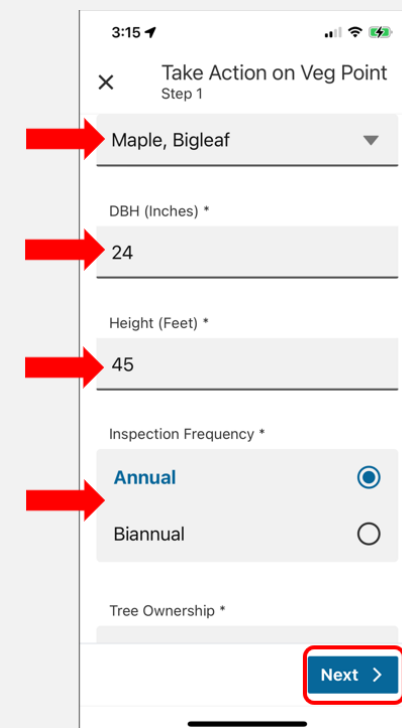 3:15
Take Action on Veg Point
Step 1
Maple, Bigleaf
DBH (Inches) *
24
Height (Feet) *
45
Inspection Frequency *
Annual
Biannual
Tree Ownership *
Next